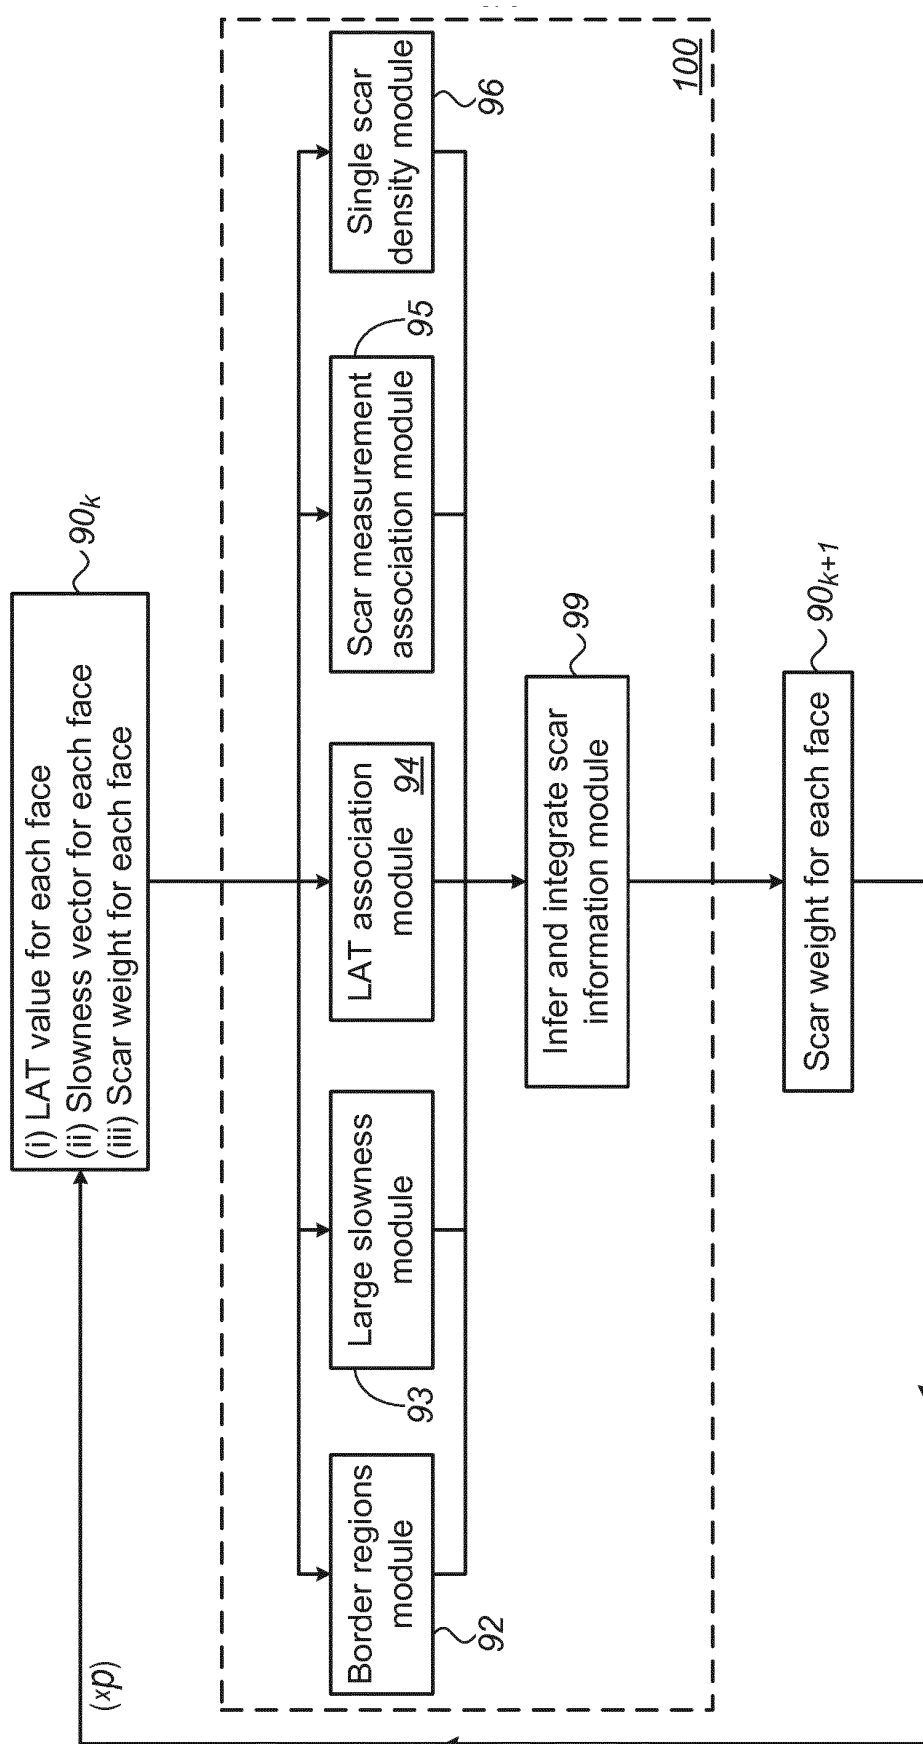 (i) LAT value for each face
(ii) Slowness vector for each face
(iii) Scar weight for each face
90k
(xp)
100
Border regions
module
92
Large slowness
module
93
LAT association
module 94
Scar measurement
association module
95
Single scar
density module
96
Infer and integrate scar
information module
99
Scar weight for each face
90k+1